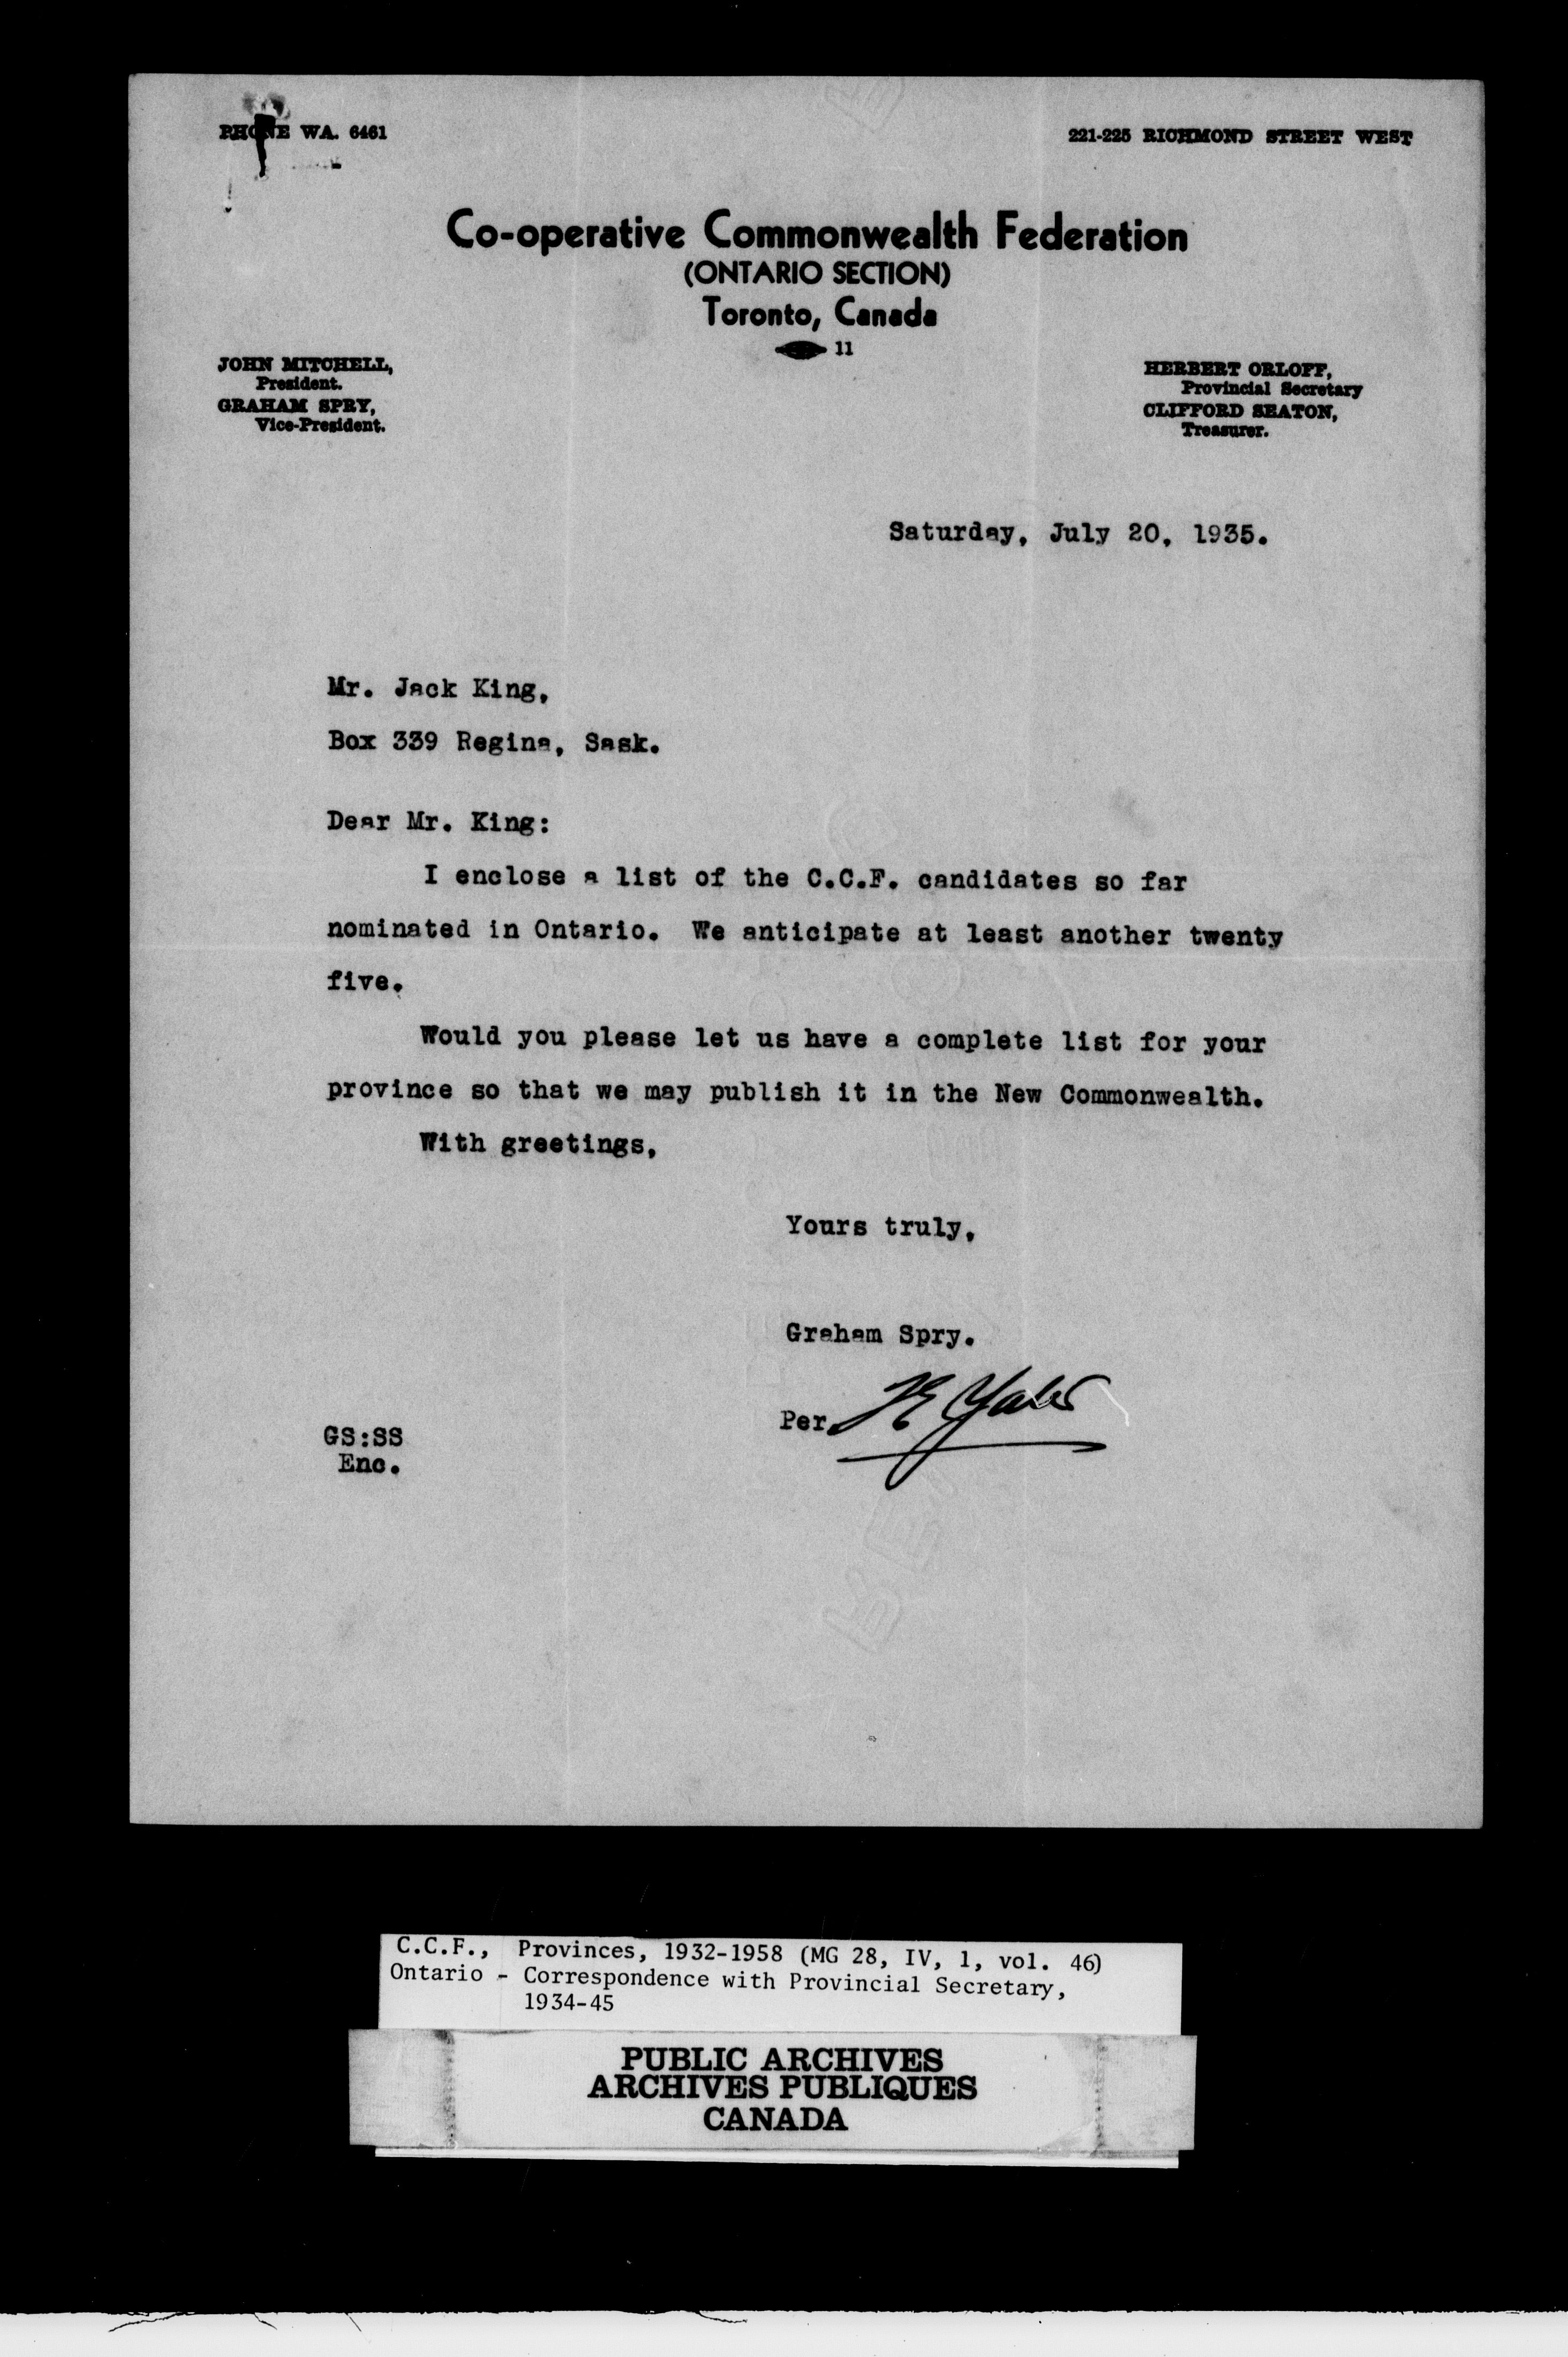 PHONE WA. 6461
221-225 RICHMOND STREET WEST
Co-operative Commonwealth Federation
(ONTARIO SECTION)
Toronto, Canada
11
JOHN MITCHELL,
President.
GRAHAM SPRY,
Vice-President.
HERBERT ORLOFF,
Provincial Secretary
CLIFFORD SEATON,
Treasurer.
Saturday, July 20, 1935.
Mr. Jack King,
Box 339 Regina, Sask.
Dear Mr. King:
I enclose a list of the C.C.F. candidates so far
nominated in Ontario. We anticipate at least another twenty
five.
Would you please let us have a complete list for your
province so that we may publish it in the New Commonwealth.
With greetings,
Yours truly,
Graham Spry.
Per
GS:SS
Enc.
C.C.F., Provinces, 1932-1958 (MG 28, IV, 1, vol. 46)
Ontario - Correspondence with Provincial Secretary,
1934-45
PUBLIC ARCHIVES
ARCHIVES PUBLIQUES
CANADA